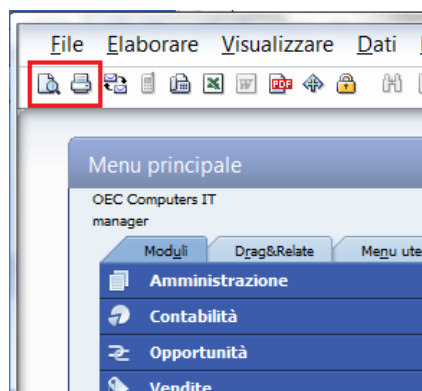 File Elaborare Visualizzare Dati
W PDF
Menu principale
OEC Computers IT
manager
Moduli Drag&Relate Menu ute
Amministrazione
Contabilità
Opportunità
Vendite